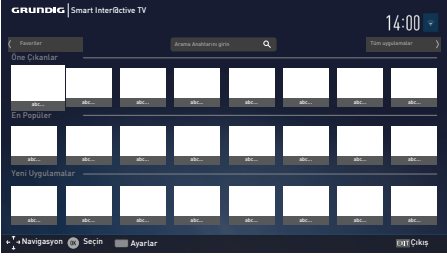 GRUNDIG Smart Inter@ctive TV
14:00
Favoriler Arama Anahtarını girin Tüm uygulamalar
Öne Çıkanlar
abc... abc... abc... abc... abc... abc... abc... abc...
En Popüler
abc... abc... abc... abc... abc... abc... abc... abc...
Yeni Uygulamalar
abc... abc... abc... abc... abc... abc... abc... abc...
Navigasyon OK Seçin Ayarlar EXIT Çıkış